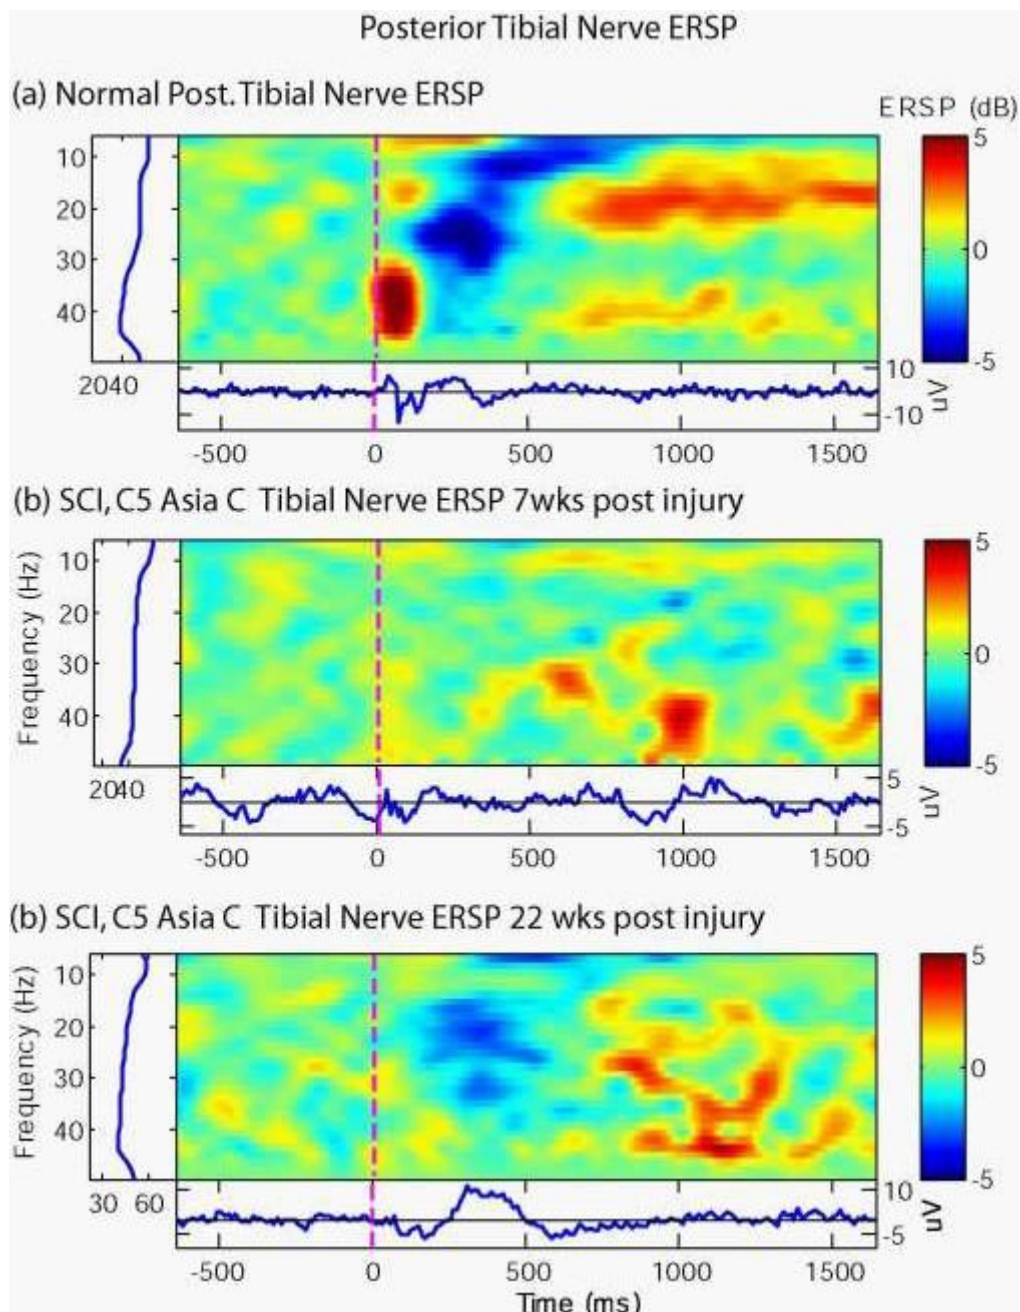 Posterior Tibial Nerve ERSP
(a) Normal Post. Tibial Nerve ERSP
ERSP (dB)
5
0
-5
10
20
30
40
2040
10
-10
uV
-500 0 500 1000 1500
(b) SCI, C5 Asia C Tibial Nerve ERSP 7wks post injury
Frequency (Hz)
10
20
30
40
5
0
-5
2040
5
-5
uV
-500 0 500 1000 1500
(b) SCI, C5 Asia C Tibial Nerve ERSP 22 wks post injury
Frequency (Hz)
10
20
30
40
5
0
-5
30 60
10
-5
uV
-500 0 500 1000 1500
Time (ms)